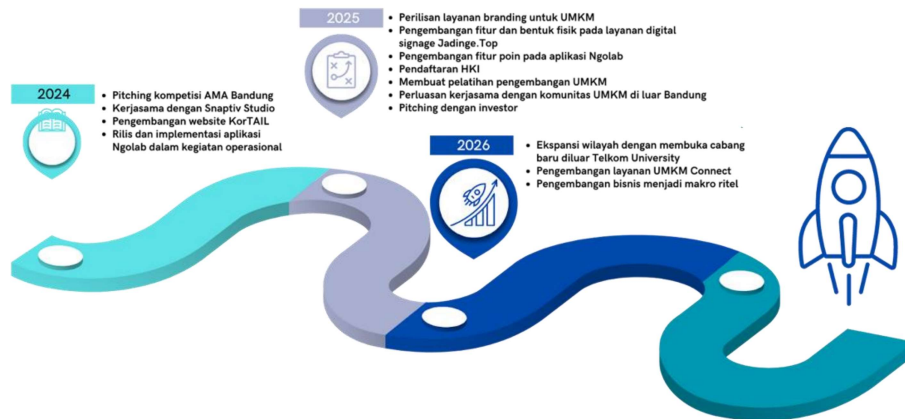 2024
• Pitching kompetisi AMA Bandung
• Kerjasama dengan Snaptiv Studio
• Pengembangan website KorTAIL
• Rilis dan implementasi aplikasi
Ngolab dalam kegiatan operasional
2025
• Perilisan layanan branding untuk UMKM
• Pengembangan fitur dan bentuk fisik pada layanan digital
signage Jadinge.Top
• Pengembangan fitur poin pada aplikasi Ngolab
• Pendaftaran HKI
• Membuat pelatihan pengembangan UMKM
• Perluasan kerjasama dengan komunitas UMKM di luar Bandung
• Pitching dengan investor
2026
• Ekspansi wilayah dengan membuka cabang
baru diluar Telkom University
• Pengembangan layanan UMKM Connect
• Pengembangan bisnis menjadi makro ritel